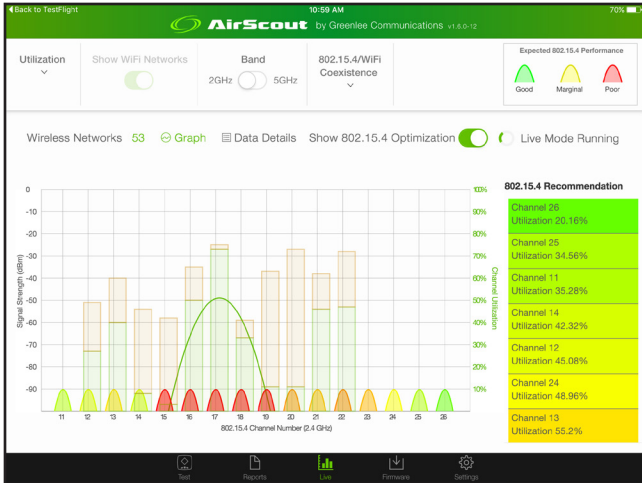 Back to TestFlight
10:59 AM
70%
AirScout by Greenlee Communications v1.6.0-12
Utilization
Show WiFi Networks
Band
2GHz 5GHz
802.15.4/WiFi
Coexistence
Expected 802.15.4 Performance
Good Marginal Poor
Wireless Networks 53 Graph Data Details Show 802.15.4 Optimization Live Mode Running
802.15.4 Recommendation
Channel 26
Utilization 20.16%
Channel 25
Utilization 34.56%
Channel 11
Utilization 35.28%
Channel 14
Utilization 42.32%
Channel 12
Utilization 45.08%
Channel 24
Utilization 48.96%
Channel 13
Utilization 55.2%
Signal Strength (dBm)
0
-10
-20
-30
-40
-50
-60
-70
-80
-90
100%
90%
80%
70%
60%
50%
40%
30%
20%
10%
Channel Utilization
11 12 13 14 15 16 17 18 19 20 21 22 23 24 25 26
802.15.4 Channel Number (2.4 GHz)
Test Reports Live Firmware Settings